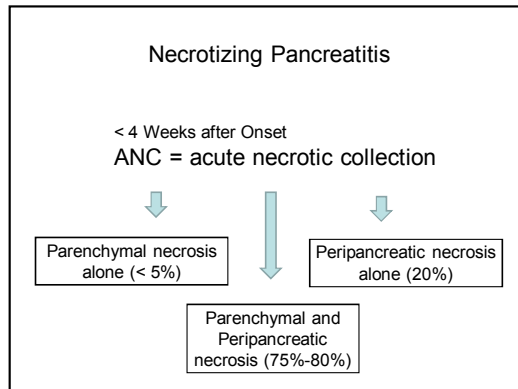 Necrotizing Pancreatitis
< 4 Weeks after Onset
ANC = acute necrotic collection
Parenchymal necrosis
alone (< 5%)
Peripancreatic necrosis
alone (20%)
Parenchymal and
Peripancreatic
necrosis (75%-80%)